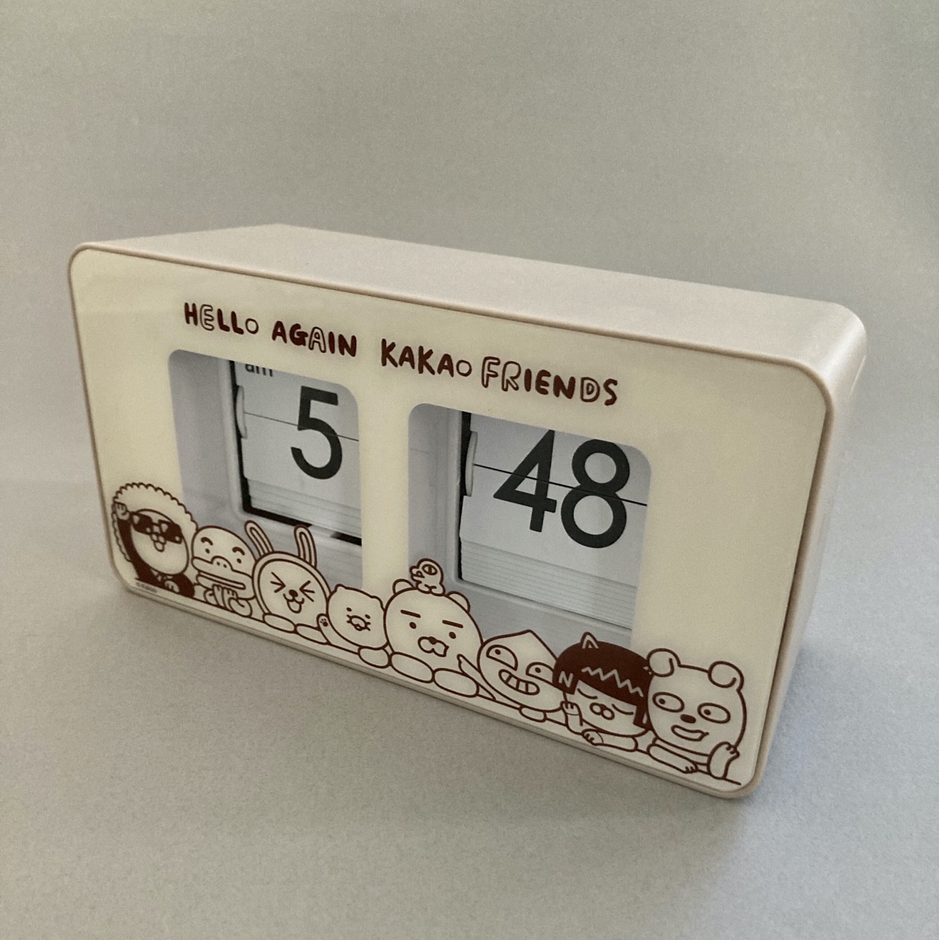 HELLO AGAIN KAKAO FRIENDS
am
5 48
N